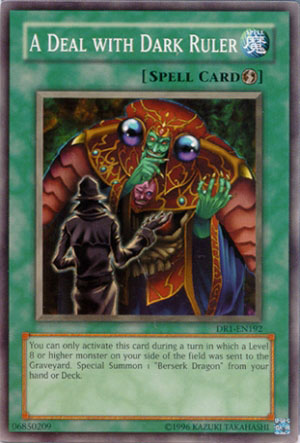 A Deal with Dark Ruler
SPELL
魔
[Spell Card]
DR1-EN192
You can only activate this card during a turn in which a Level
8 or higher monster on your side of the field was sent to the
Graveyard. Special Summon 1 "Berserk Dragon" from your
hand or Deck.
06850209
©1996 KAZUKI TAKAHASHI